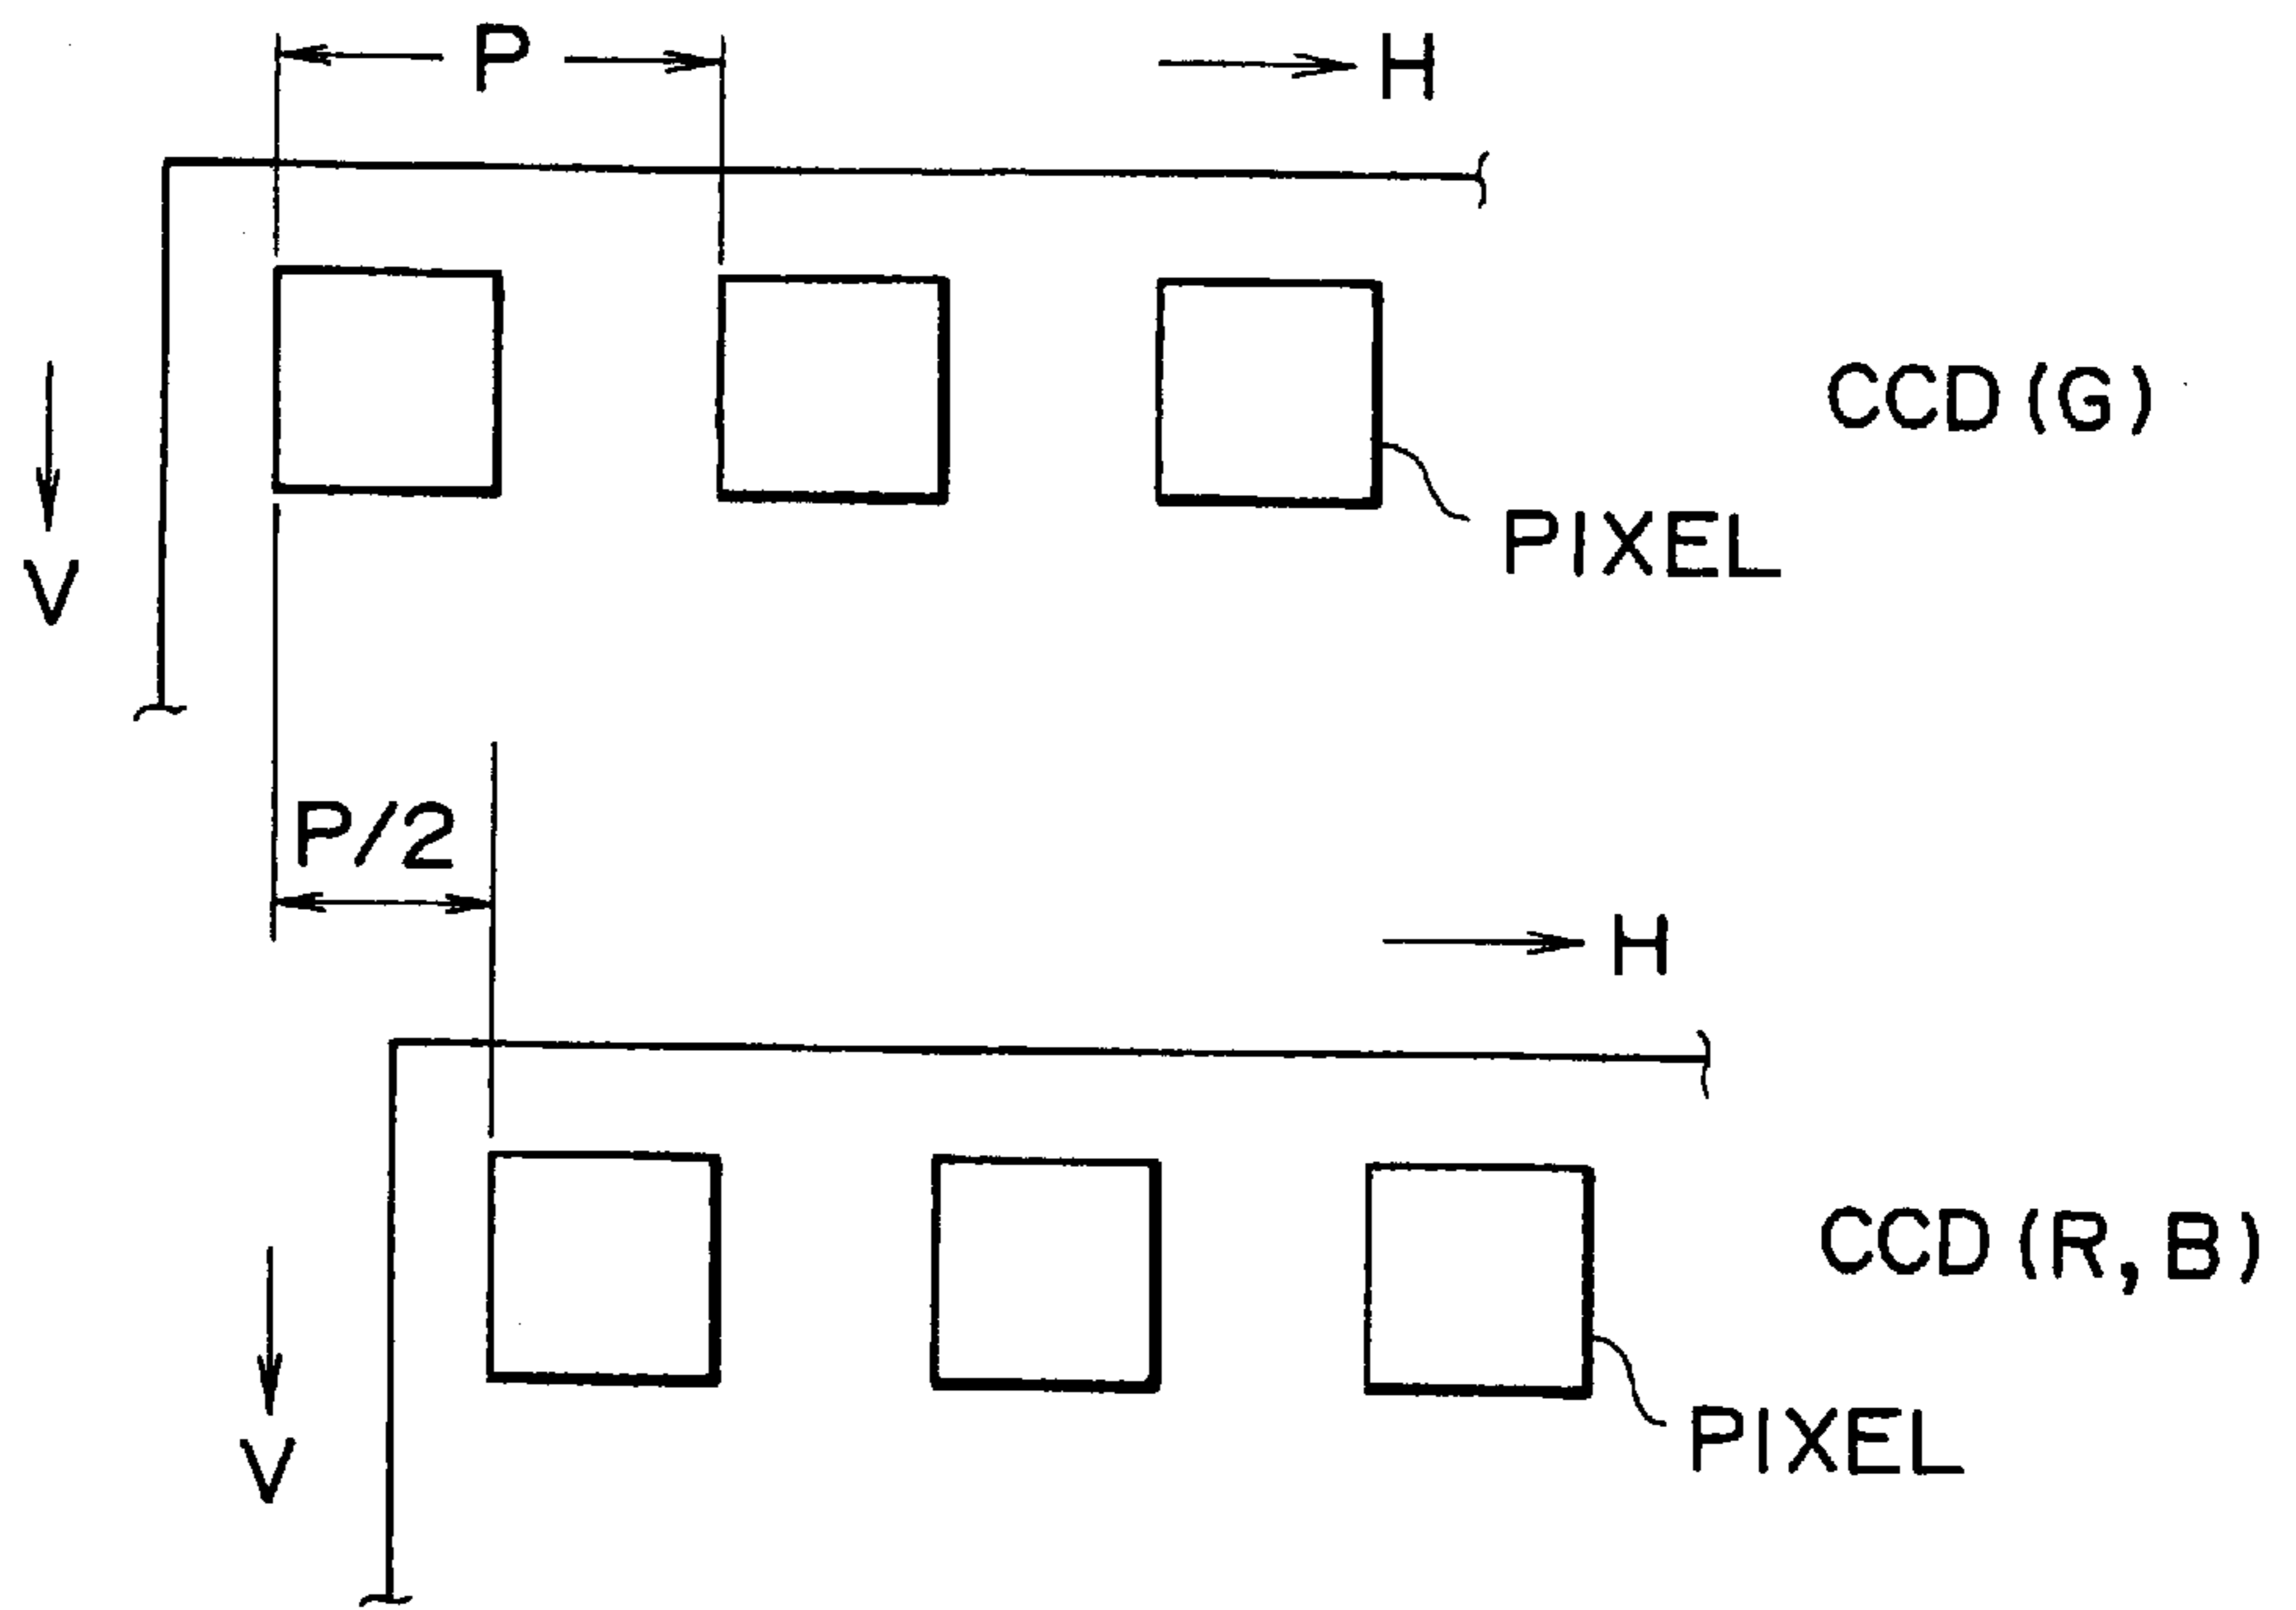 P
H
CCD (G)
PIXEL
V
P/2
H
CCD (R, B)
PIXEL
V